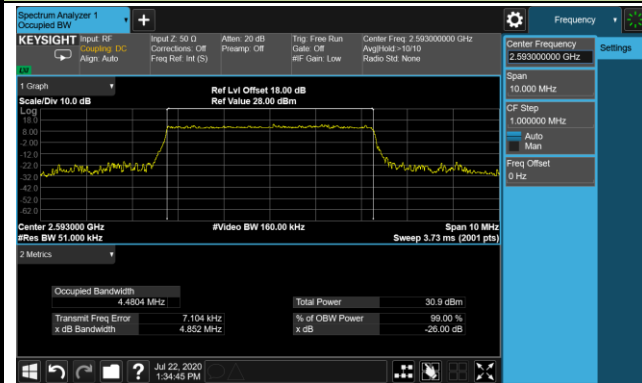 Spectrum Analyzer 1
Occupied BW
Frequency
KEYSIGHT
Input: RF
Coupling: DC
Align: Auto
Input Z: 50 Ω
Corrections: Off
Freq Ref: Int (S)
Atten: 20 dB
Preamp: Off
Trig: Free Run
Gate: Off
#IF Gain: Low
Center Freq: 2.593000000 GHz
Avg|Hold:>10/10
Radio Std: None
Center Frequency
2.593000000 GHz
Settings
Span
10.000 MHz
CF Step
1.000000 MHz
Auto
Man
Freq Offset
0 Hz
1 Graph
Scale/Div 10.0 dB
Ref Lvl Offset 18.00 dB
Ref Value 28.00 dBm
Log
18.0
8.00
-2.00
-12.0
-22.0
-32.0
-42.0
-52.0
-62.0
Center 2.593000 GHz
#Video BW 160.00 kHz
Span 10 MHz
#Res BW 51.000 kHz
Sweep 3.73 ms (2001 pts)
2 Metrics
Occupied Bandwidth
4.4804 MHz
Total Power 30.9 dBm
Transmit Freq Error 7.104 kHz
% of OBW Power 99.00 %
x dB Bandwidth 4.852 MHz
x dB -26.00 dB
Jul 22, 2020
1:34:45 PM